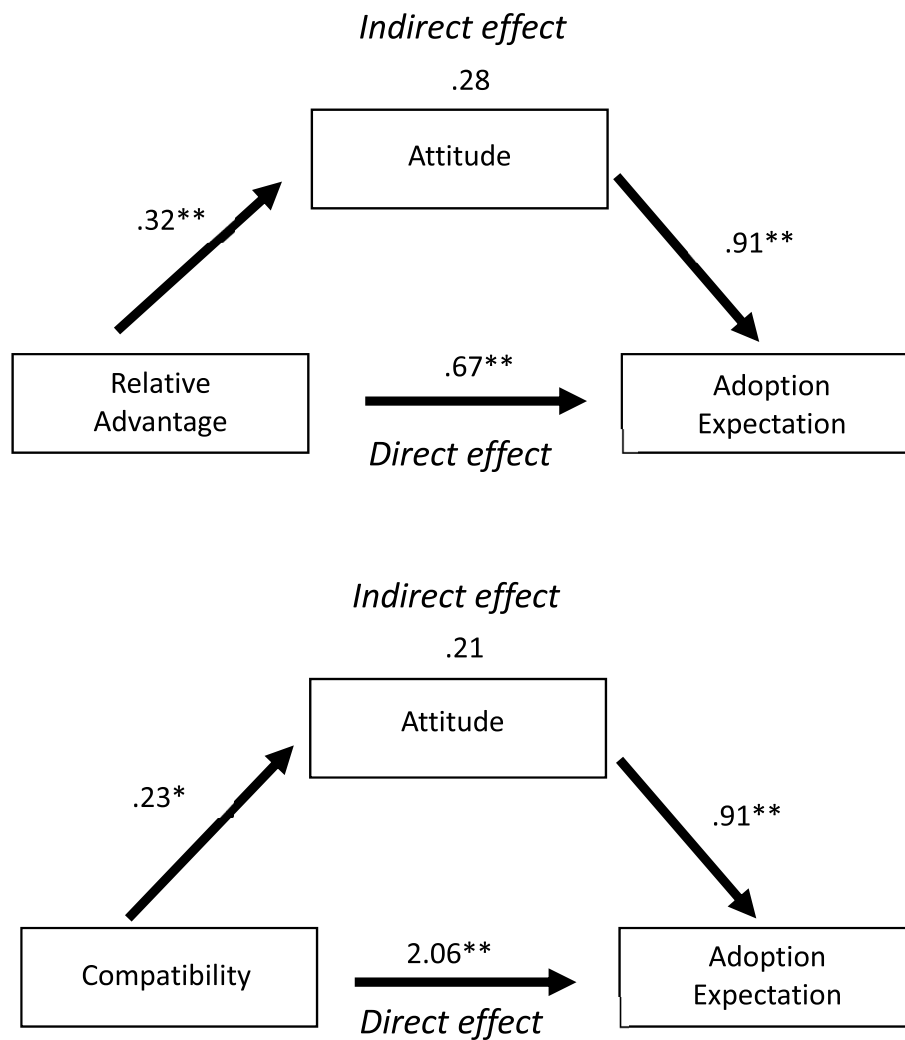 Indirect effect
.28
Attitude
.32**
.91**
Relative
Advantage
.67**
Direct effect
Adoption
Expectation
Indirect effect
.21
Attitude
.23*
.91**
Compatibility
2.06**
Direct effect
Adoption
Expectation